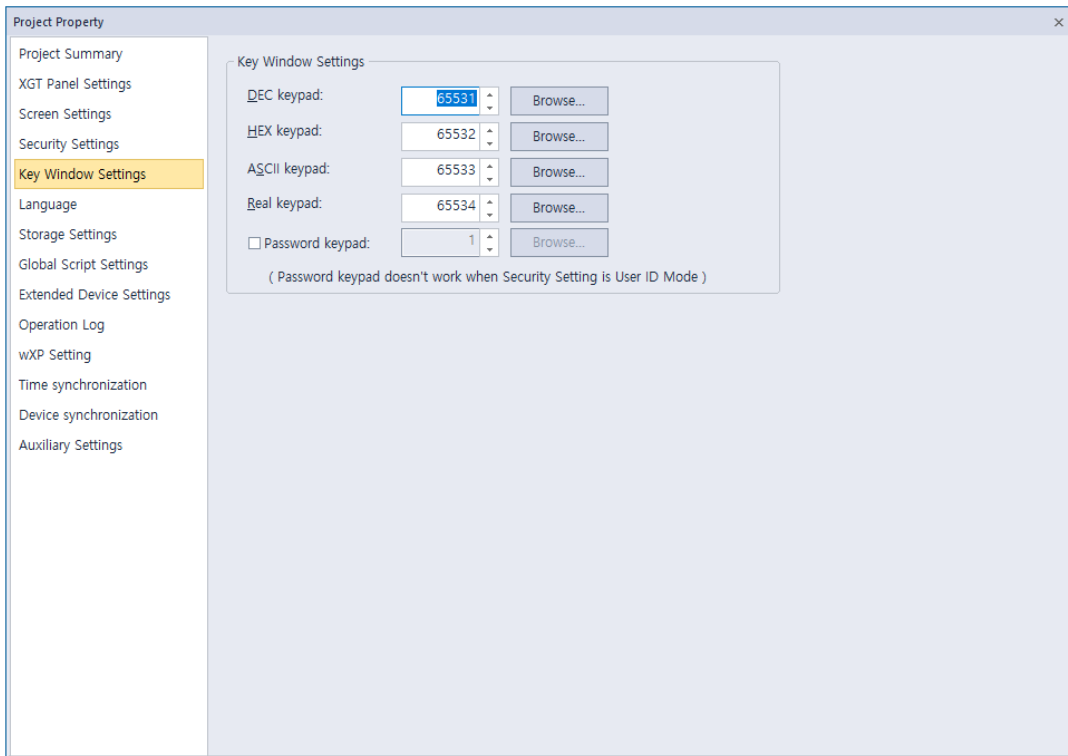 Project Property
Project Summary
XGT Panel Settings
Screen Settings
Security Settings
Key Window Settings
Language
Storage Settings
Global Script Settings
Extended Device Settings
Operation Log
wXP Setting
Time synchronization
Device synchronization
Auxiliary Settings
Key Window Settings
DEC keypad: 65531 Browse...
HEX keypad: 65532 Browse...
ASCII keypad: 65533 Browse...
Real keypad: 65534 Browse...
Password keypad: 1 Browse...
( Password keypad doesn't work when Security Setting is User ID Mode )